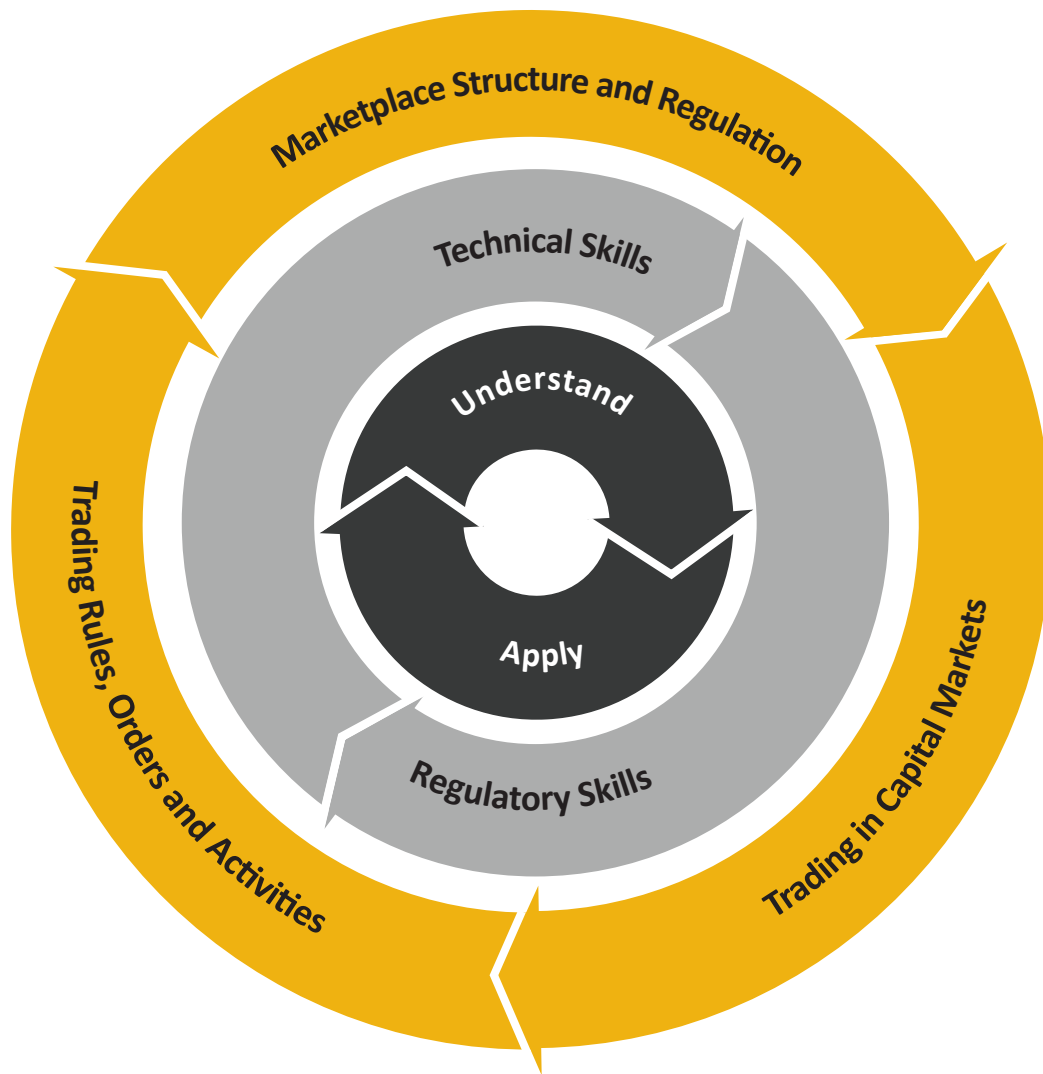 Marketplace Structure and Regulation
Technical Skills
Understand
Apply
Regulatory Skills
Trading in Capital Markets
Trading Rules, Orders and Activities